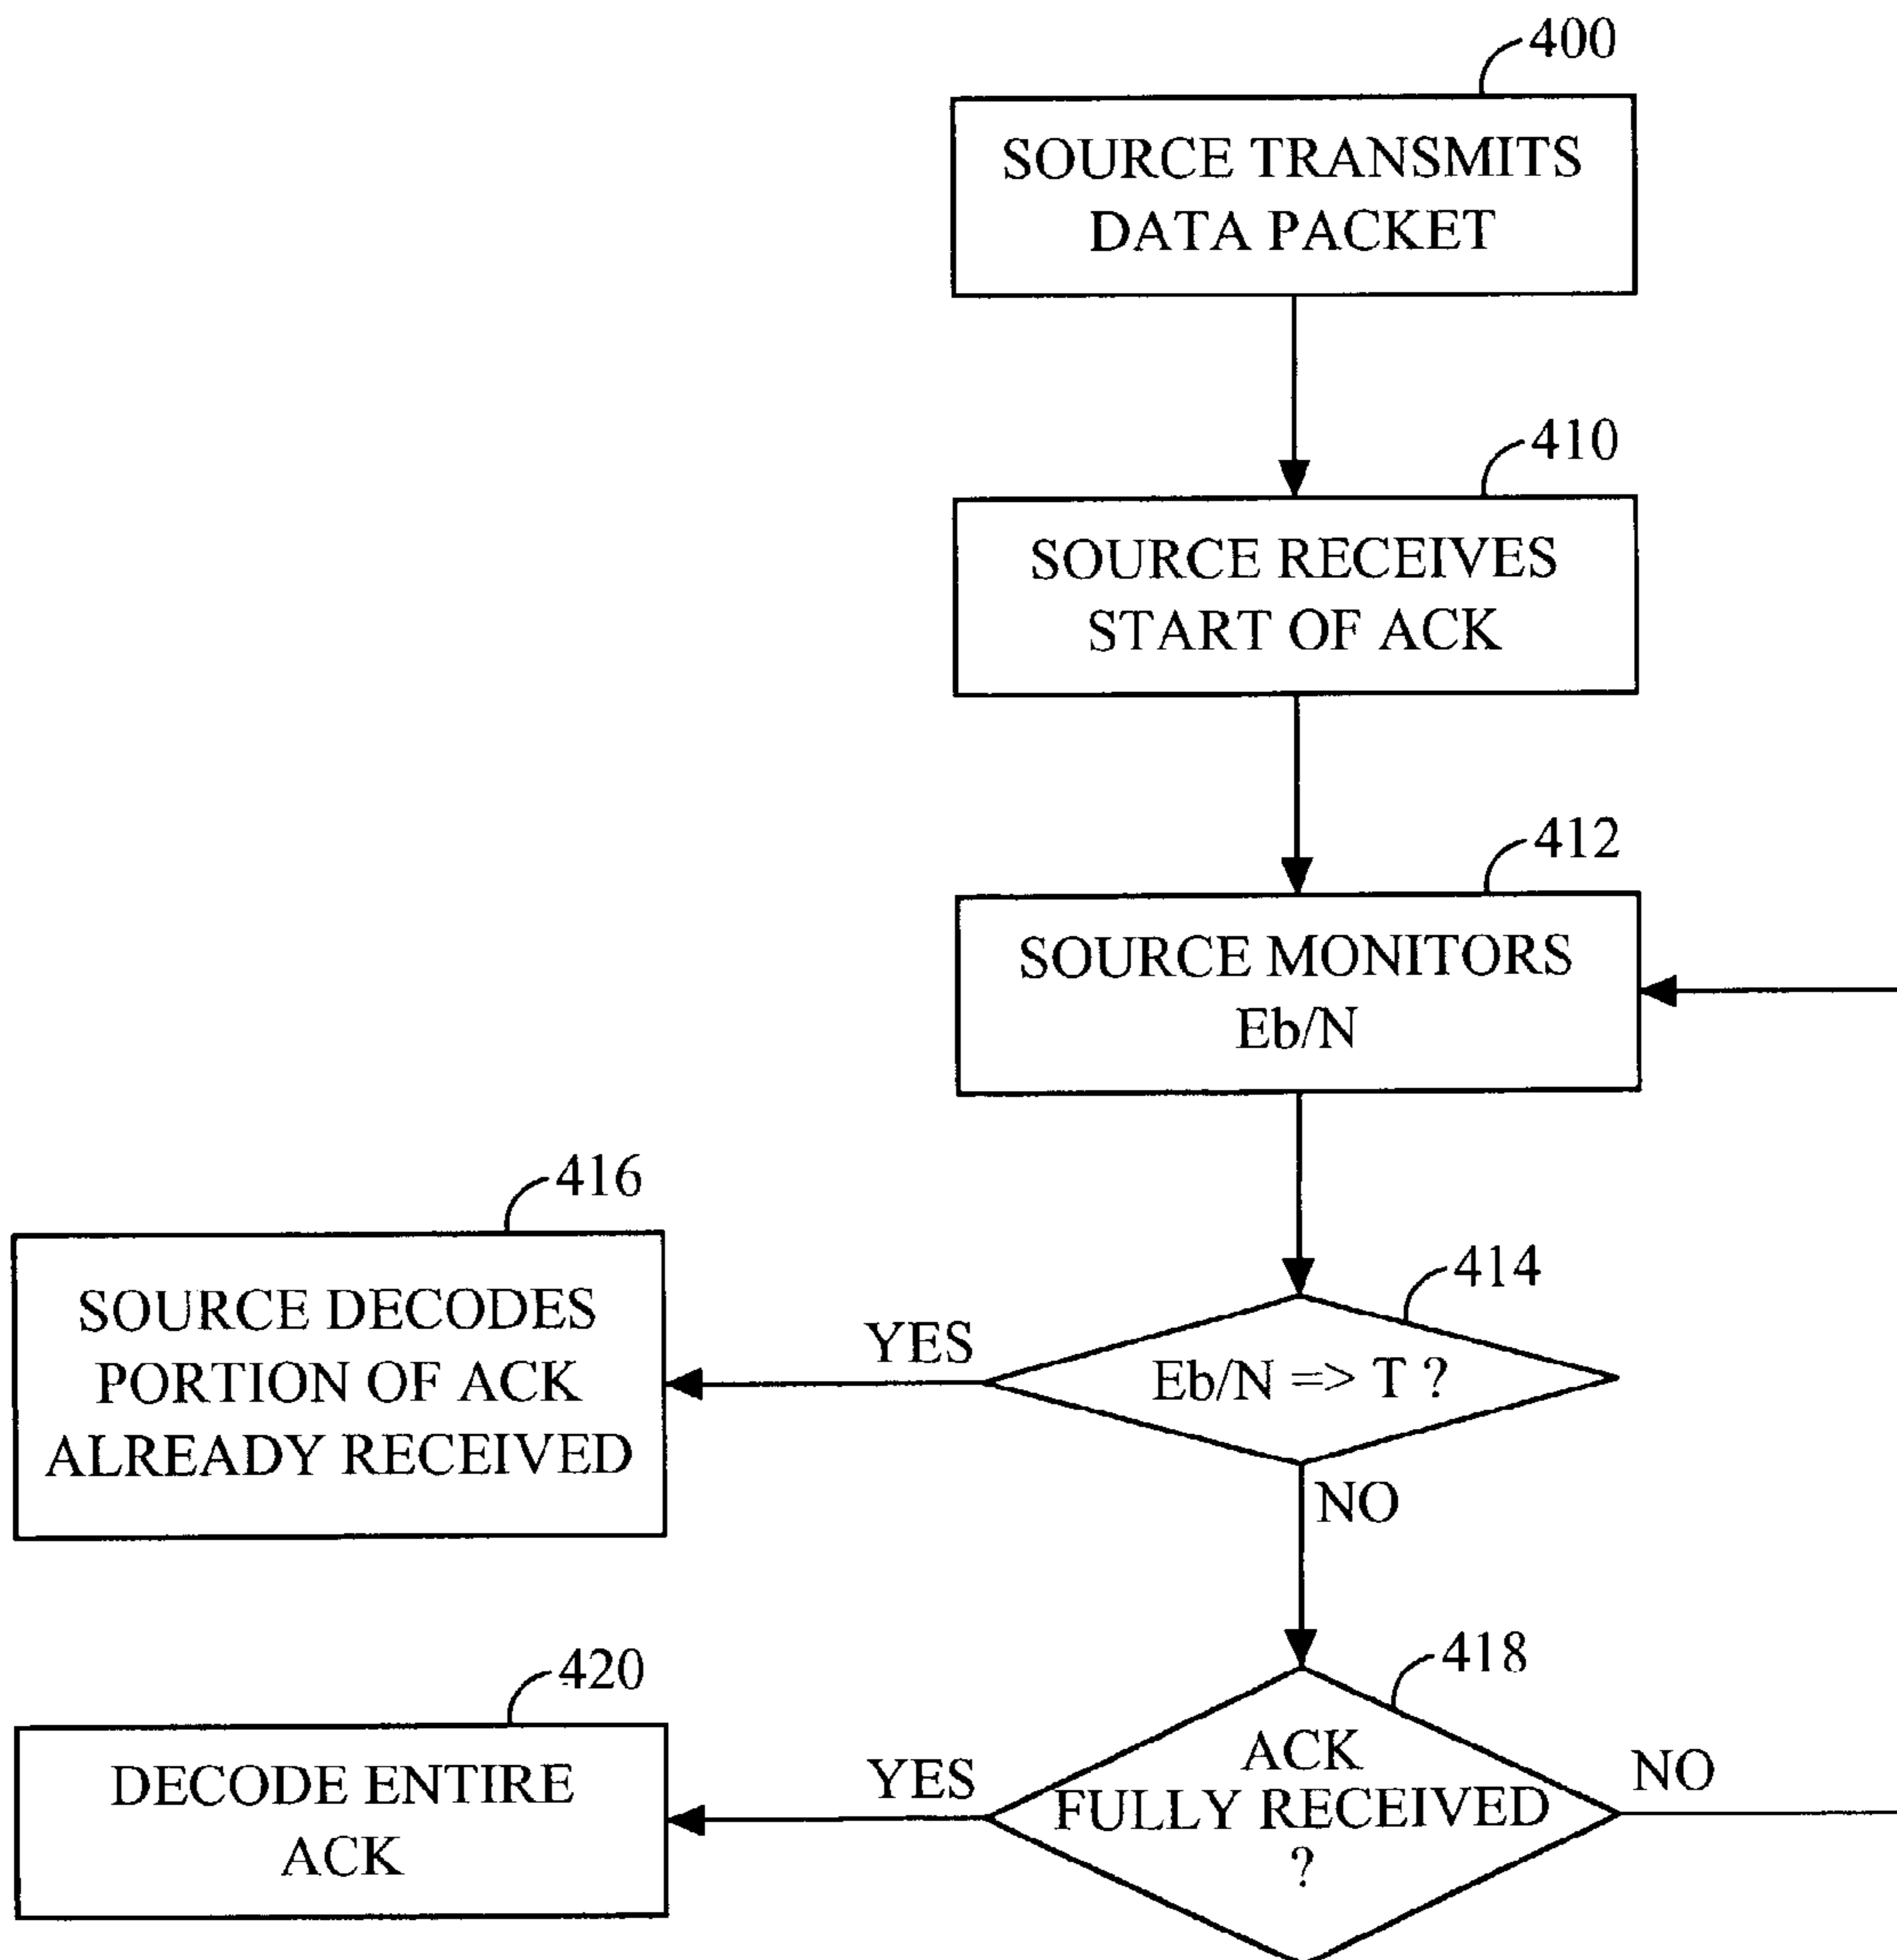 400
SOURCE TRANSMITS
DATA PACKET
410
SOURCE RECEIVES
START OF ACK
412
SOURCE MONITORS
Eb/N
416
SOURCE DECODES
PORTION OF ACK
ALREADY RECEIVED
414
YES
Eb/N => T ?
NO
420
DECODE ENTIRE
ACK
418
YES
ACK
FULLY RECEIVED
?
NO